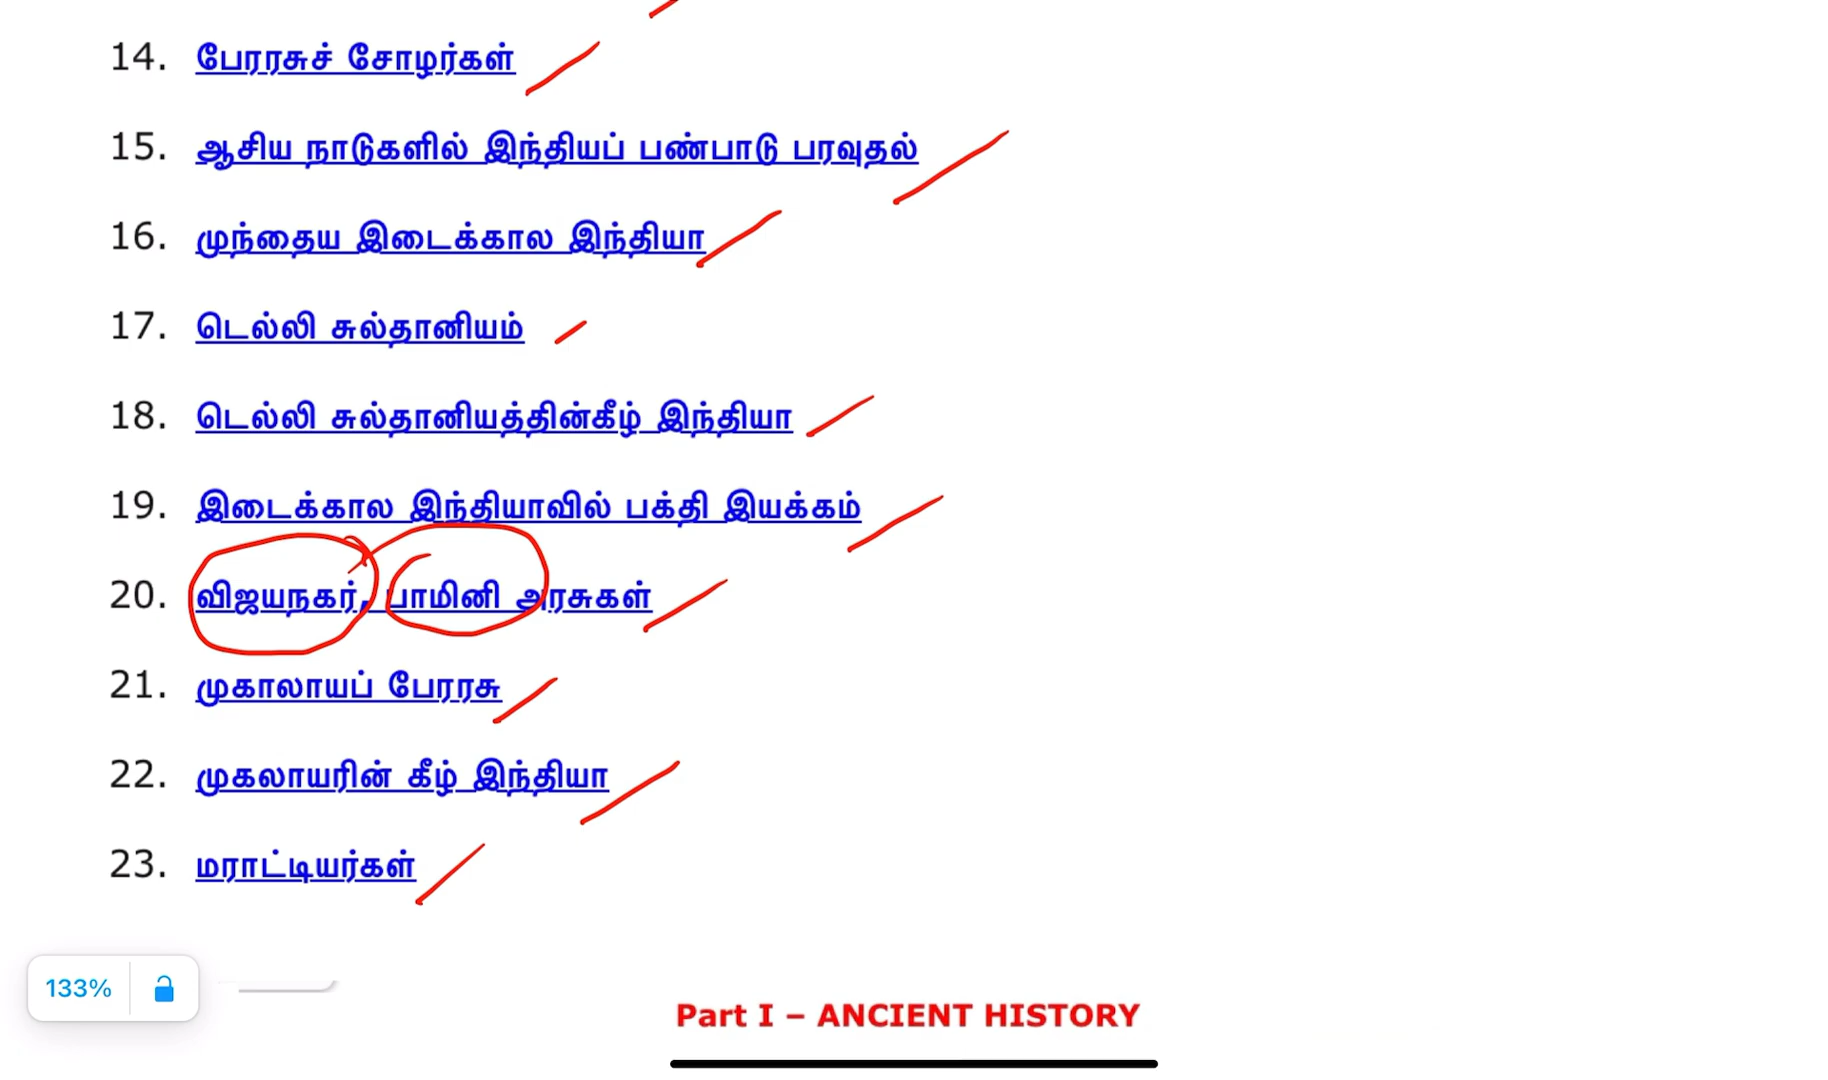 14. பேரரசுச் சோழர்கள்
15. ஆசிய நாடுகளில் இந்தியப் பண்பாடு பரவுதல்
16. முந்தைய இடைக்கால இந்தியா
17. டெல்லி சுல்தானியம்
18. டெல்லி சுல்தானியத்தின்கீழ் இந்தியா
19. இடைக்கால இந்தியாவில் பக்தி இயக்கம்
20. விஜயநகர், பாமினி அரசுகள்
21. முகாலாயப் பேரரசு
22. முகலாயரின் கீழ் இந்தியா
23. மராட்டியர்கள்
133%
Part I – ANCIENT HISTORY